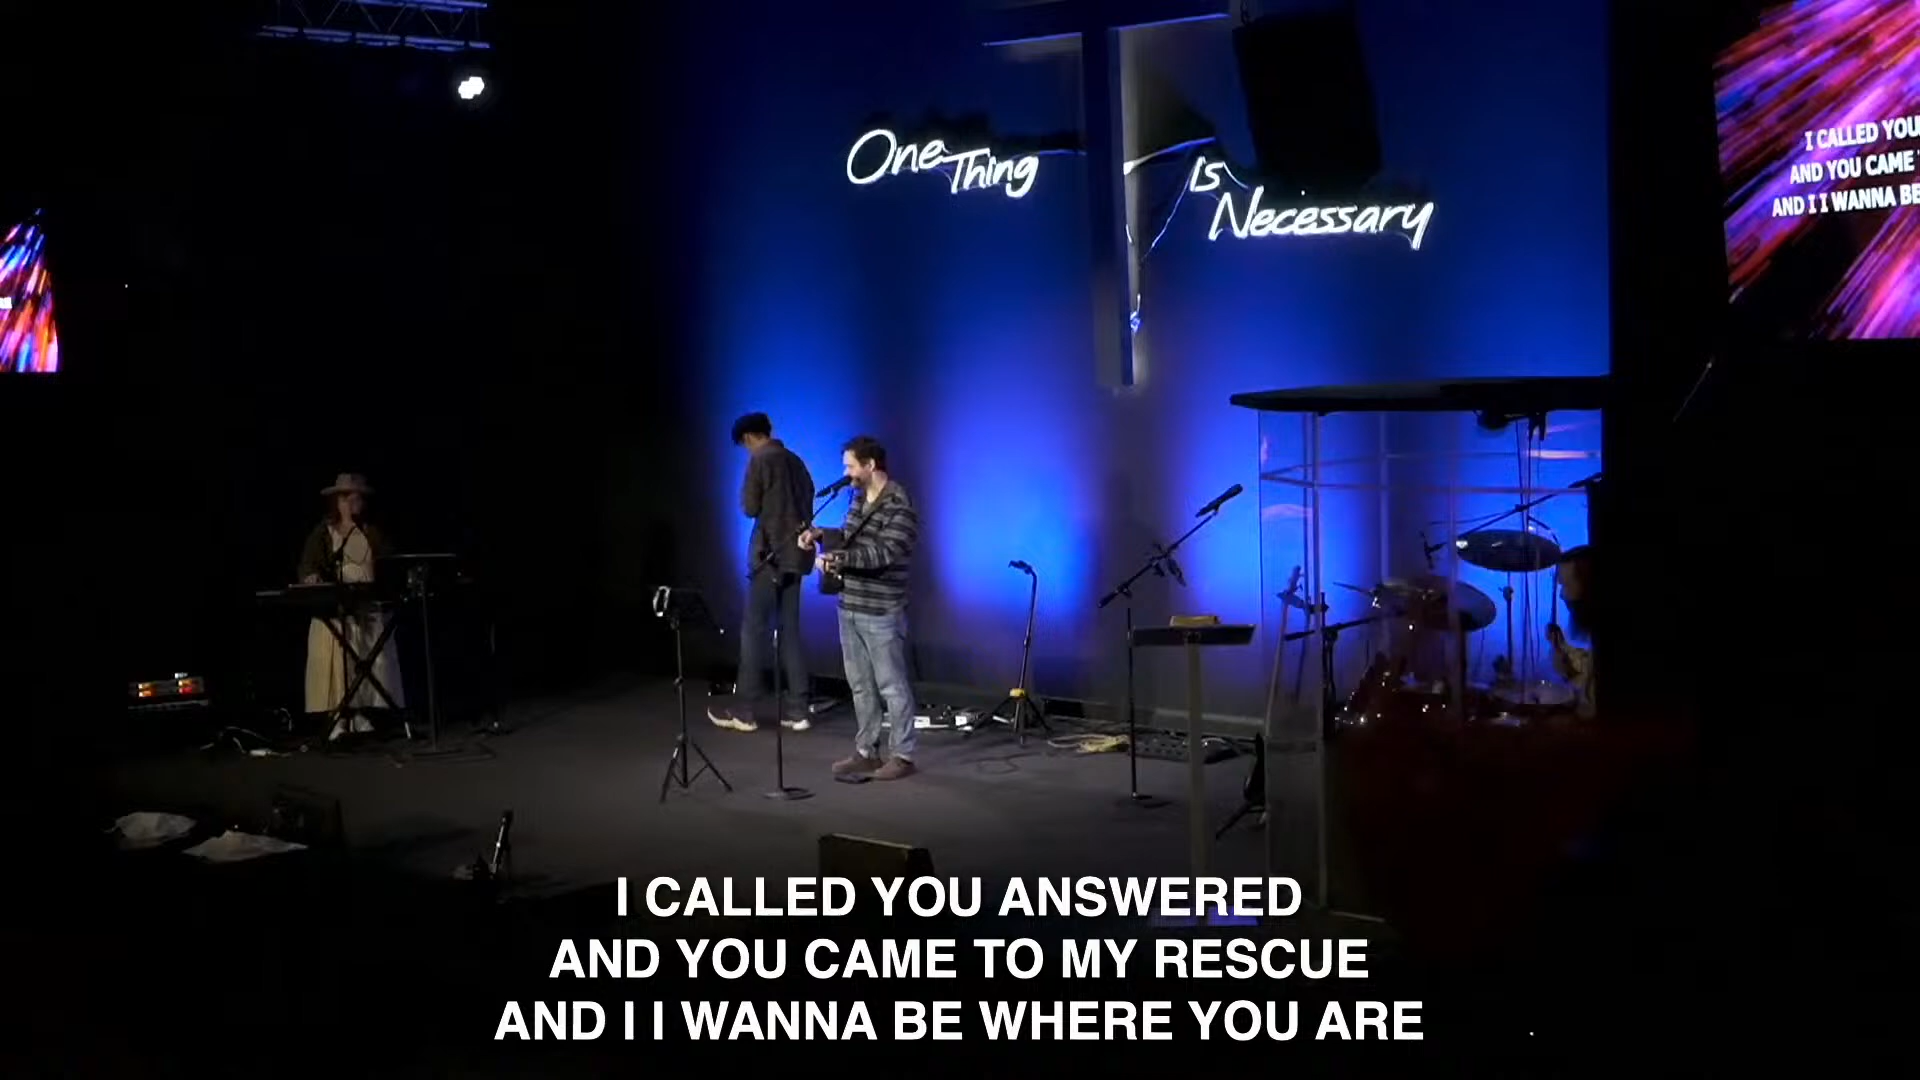 One Thing
is
Necessary
I CALLED YOU
AND YOU CAME
AND I I WANNA BE
I CALLED YOU ANSWERED
AND YOU CAME TO MY RESCUE
AND I I WANNA BE WHERE YOU ARE